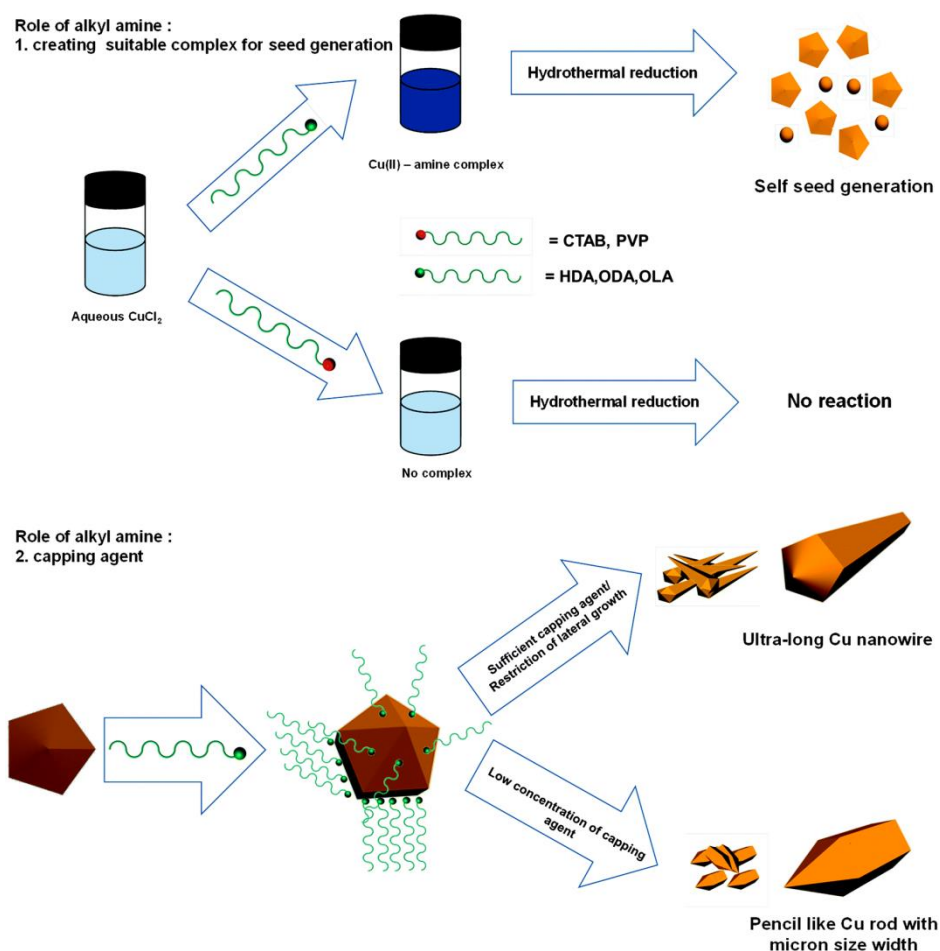 Role of alkyl amine :
1. creating  suitable complex for seed generation
Hydrothermal reduction
Cu(II) – amine complex
Self seed generation
= CTAB, PVP
= HDA,ODA,OLA
Aqueous CuCl₂
Hydrothermal reduction
No reaction
No complex
Role of alkyl amine :
2. capping agent
Sufficient capping agent/
Restriction of lateral growth
Ultra-long Cu nanowire
Low concentration of capping
agent
Pencil like Cu rod with
micron size width